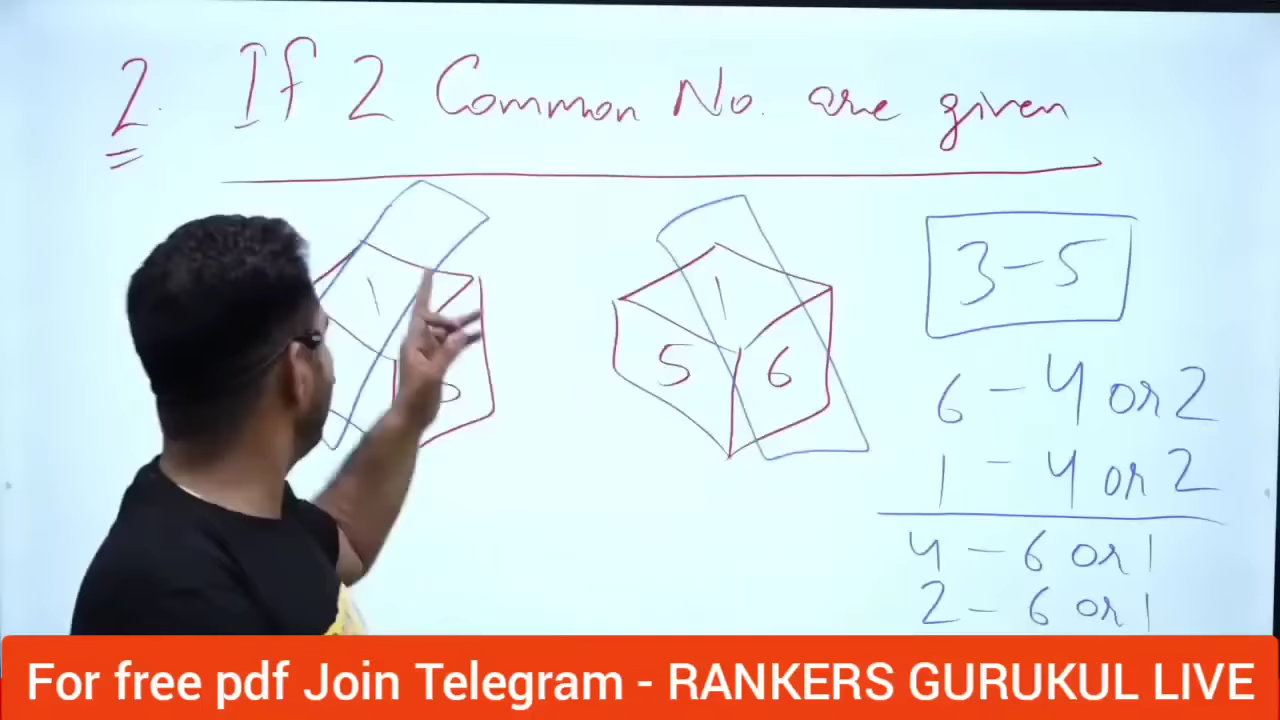 2. If 2 Common No. are given
1
1
5 6
3-5
6 - 4 or 2
1 - 4 or 2
4 - 6 or 1
2 - 6 or 1
For free pdf Join Telegram - RANKERS GURUKUL LIVE